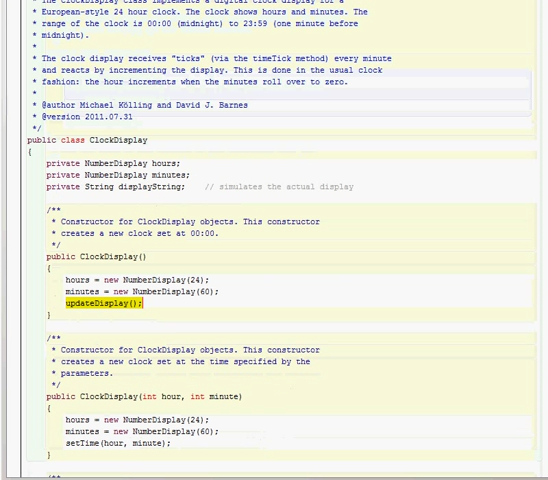 * The ClockDisplay class implements a digital clock display for a
* European-style 24 hour clock. The clock shows hours and minutes. The
* range of the clock is 00:00 (midnight) to 23:59 (one minute before
* midnight).
*
* The clock display receives "ticks" (via the timeTick method) every minute
* and reacts by incrementing the display. This is done in the usual clock
* fashion: the hour increments when the minutes roll over to zero.
*
* @author Michael Kölling and David J. Barnes
* @version 2011.07.31
*/
public class ClockDisplay
{
private NumberDisplay hours;
private NumberDisplay minutes;
private String displayString; // simulates the actual display
/**
* Constructor for ClockDisplay objects. This constructor
* creates a new clock set at 00:00.
*/
public ClockDisplay()
{
hours = new NumberDisplay(24);
minutes = new NumberDisplay(60);
updateDisplay();
}
/**
* Constructor for ClockDisplay objects. This constructor
* creates a new clock set at the time specified by the
* parameters.
*/
public ClockDisplay(int hour, int minute)
{
hours = new NumberDisplay(24);
minutes = new NumberDisplay(60);
setTime(hour, minute);
}
/**